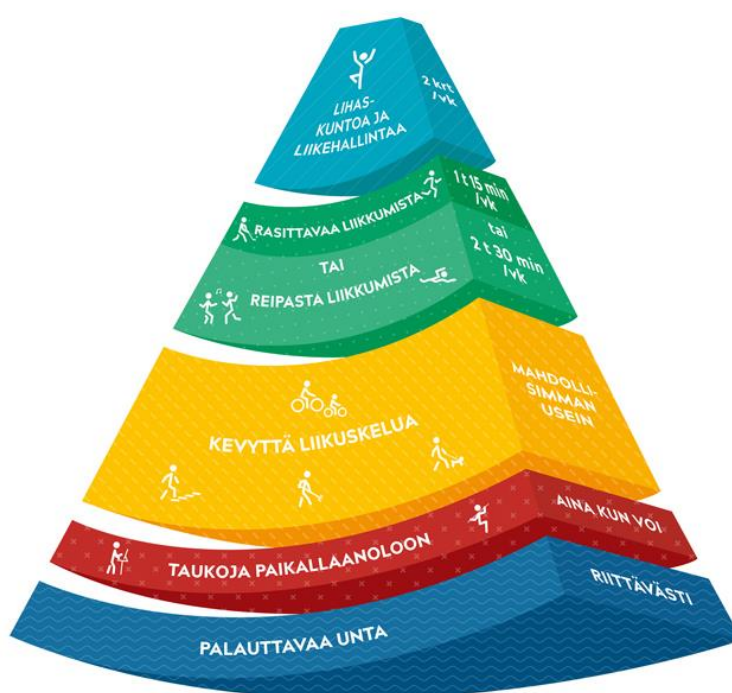 LIHAS-
KUNTOA JA
LIIKEHALLINTAA
2 krt
/vk
RASITTAVAA LIIKKUMISTA
1 t 15 min
/vk
TAI
tai
REIPASTA LIIKKUMISTA
2 t 30 min
/vk
KEVYTTÄ LIIKUSKELUA
MAHDOLLI-
SIMMAN
USEIN
TAUKOJA PAIKALLAANOLOON
AINA KUN VOI
PALAUTTAVAA UNTA
RIITTÄVÄSTI